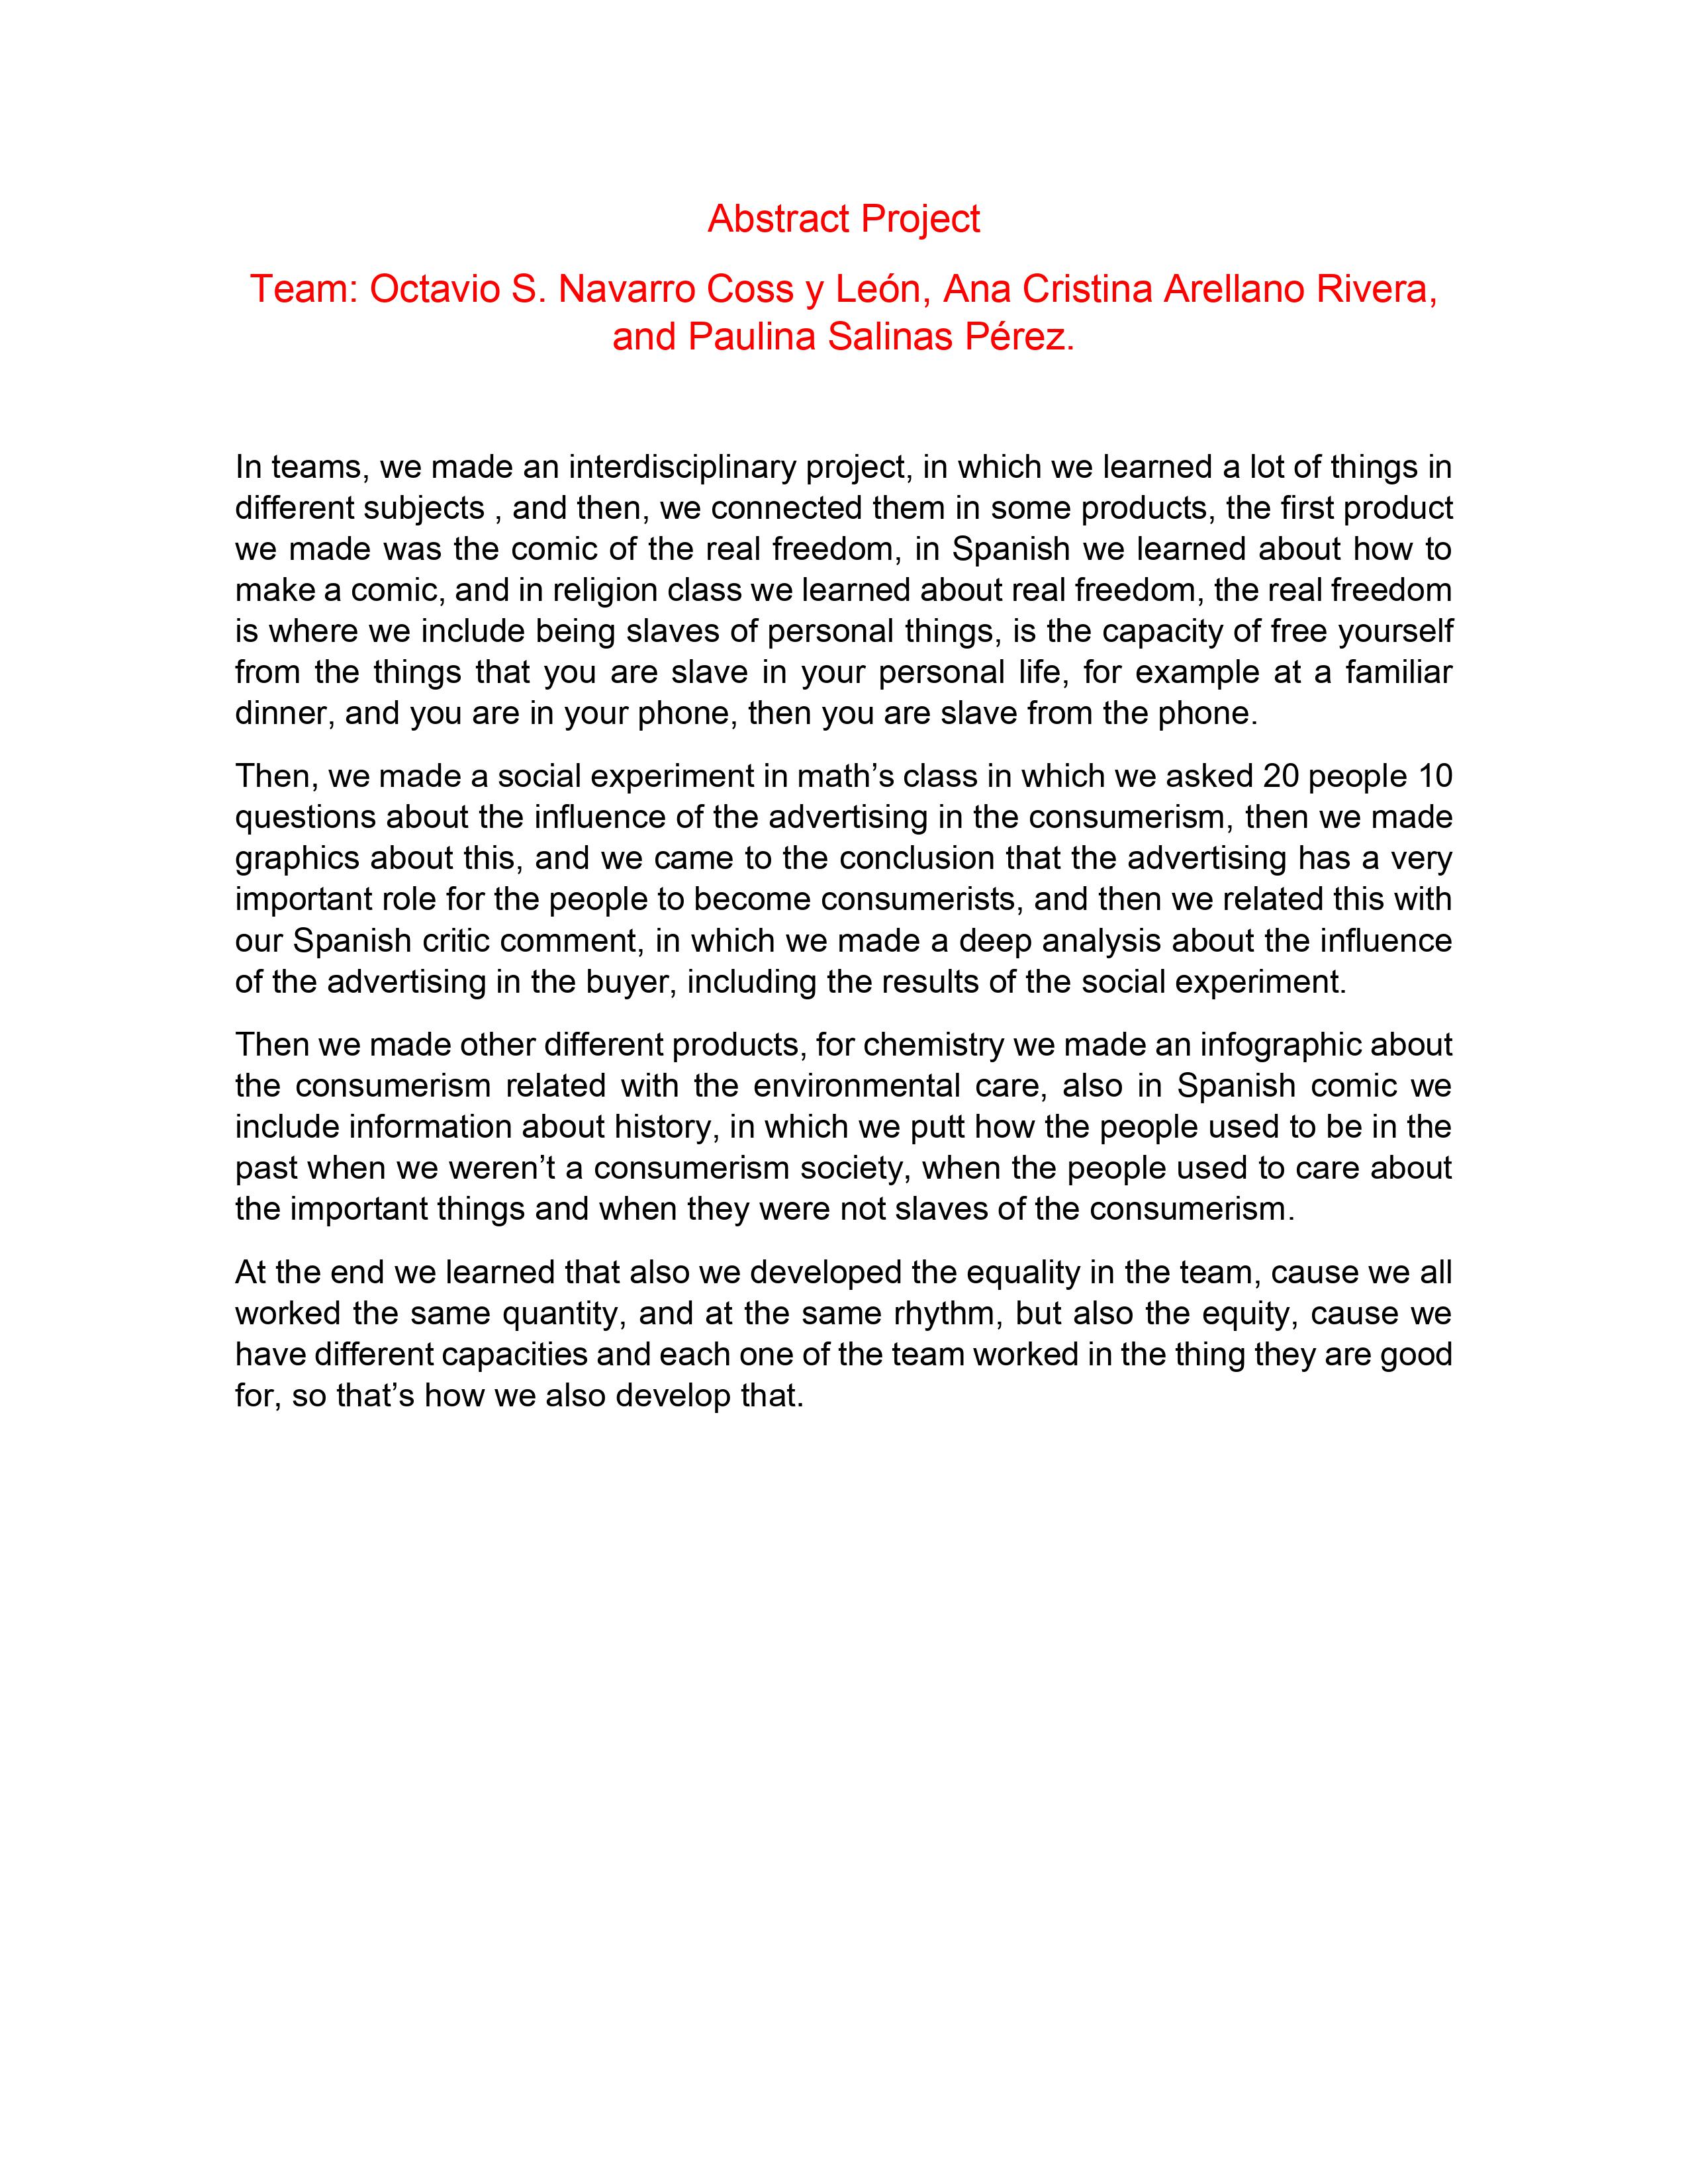 Abstract Project
Team: Octavio S. Navarro Coss y León, Ana Cristina Arellano Rivera,
and Paulina Salinas Pérez.
In teams, we made an interdisciplinary project, in which we learned a lot of things in
different subjects , and then, we connected them in some products, the first product
we made was the comic of the real freedom, in Spanish we learned about how to
make a comic, and in religion class we learned about real freedom, the real freedom
is where we include being slaves of personal things, is the capacity of free yourself
from the things that you are slave in your personal life, for example at a familiar
dinner, and you are in your phone, then you are slave from the phone.
Then, we made a social experiment in math’s class in which we asked 20 people 10
questions about the influence of the advertising in the consumerism, then we made
graphics about this, and we came to the conclusion that the advertising has a very
important role for the people to become consumerists, and then we related this with
our Spanish critic comment, in which we made a deep analysis about the influence
of the advertising in the buyer, including the results of the social experiment.
Then we made other different products, for chemistry we made an infographic about
the consumerism related with the environmental care, also in Spanish comic we
include information about history, in which we putt how the people used to be in the
past when we weren’t a consumerism society, when the people used to care about
the important things and when they were not slaves of the consumerism.
At the end we learned that also we developed the equality in the team, cause we all
worked the same quantity, and at the same rhythm, but also the equity, cause we
have different capacities and each one of the team worked in the thing they are good
for, so that’s how we also develop that.